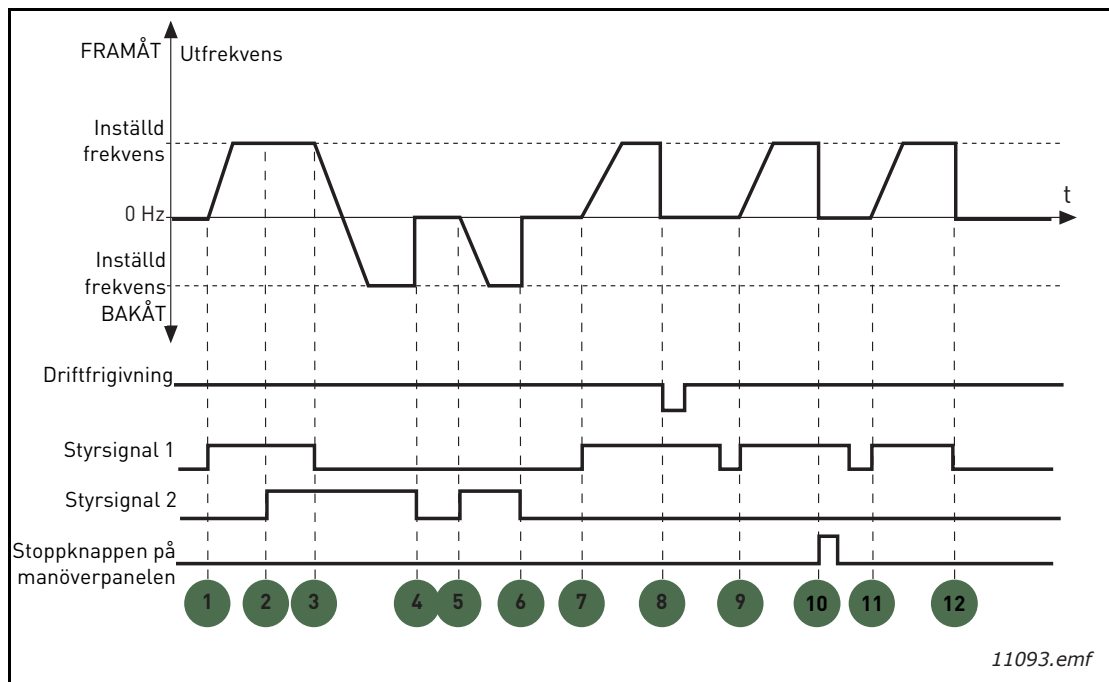 FRAMÅT
Utfrekvens
Inställd
frekvens
t
0 Hz
Inställd
frekvens
BAKÅT
Driftfrigivning
Styrsignal 1
Styrsignal 2
Stoppknappen på
manöverpanelen
1 2 3 4 5 6 7 8 9 10 11 12
11093.emf